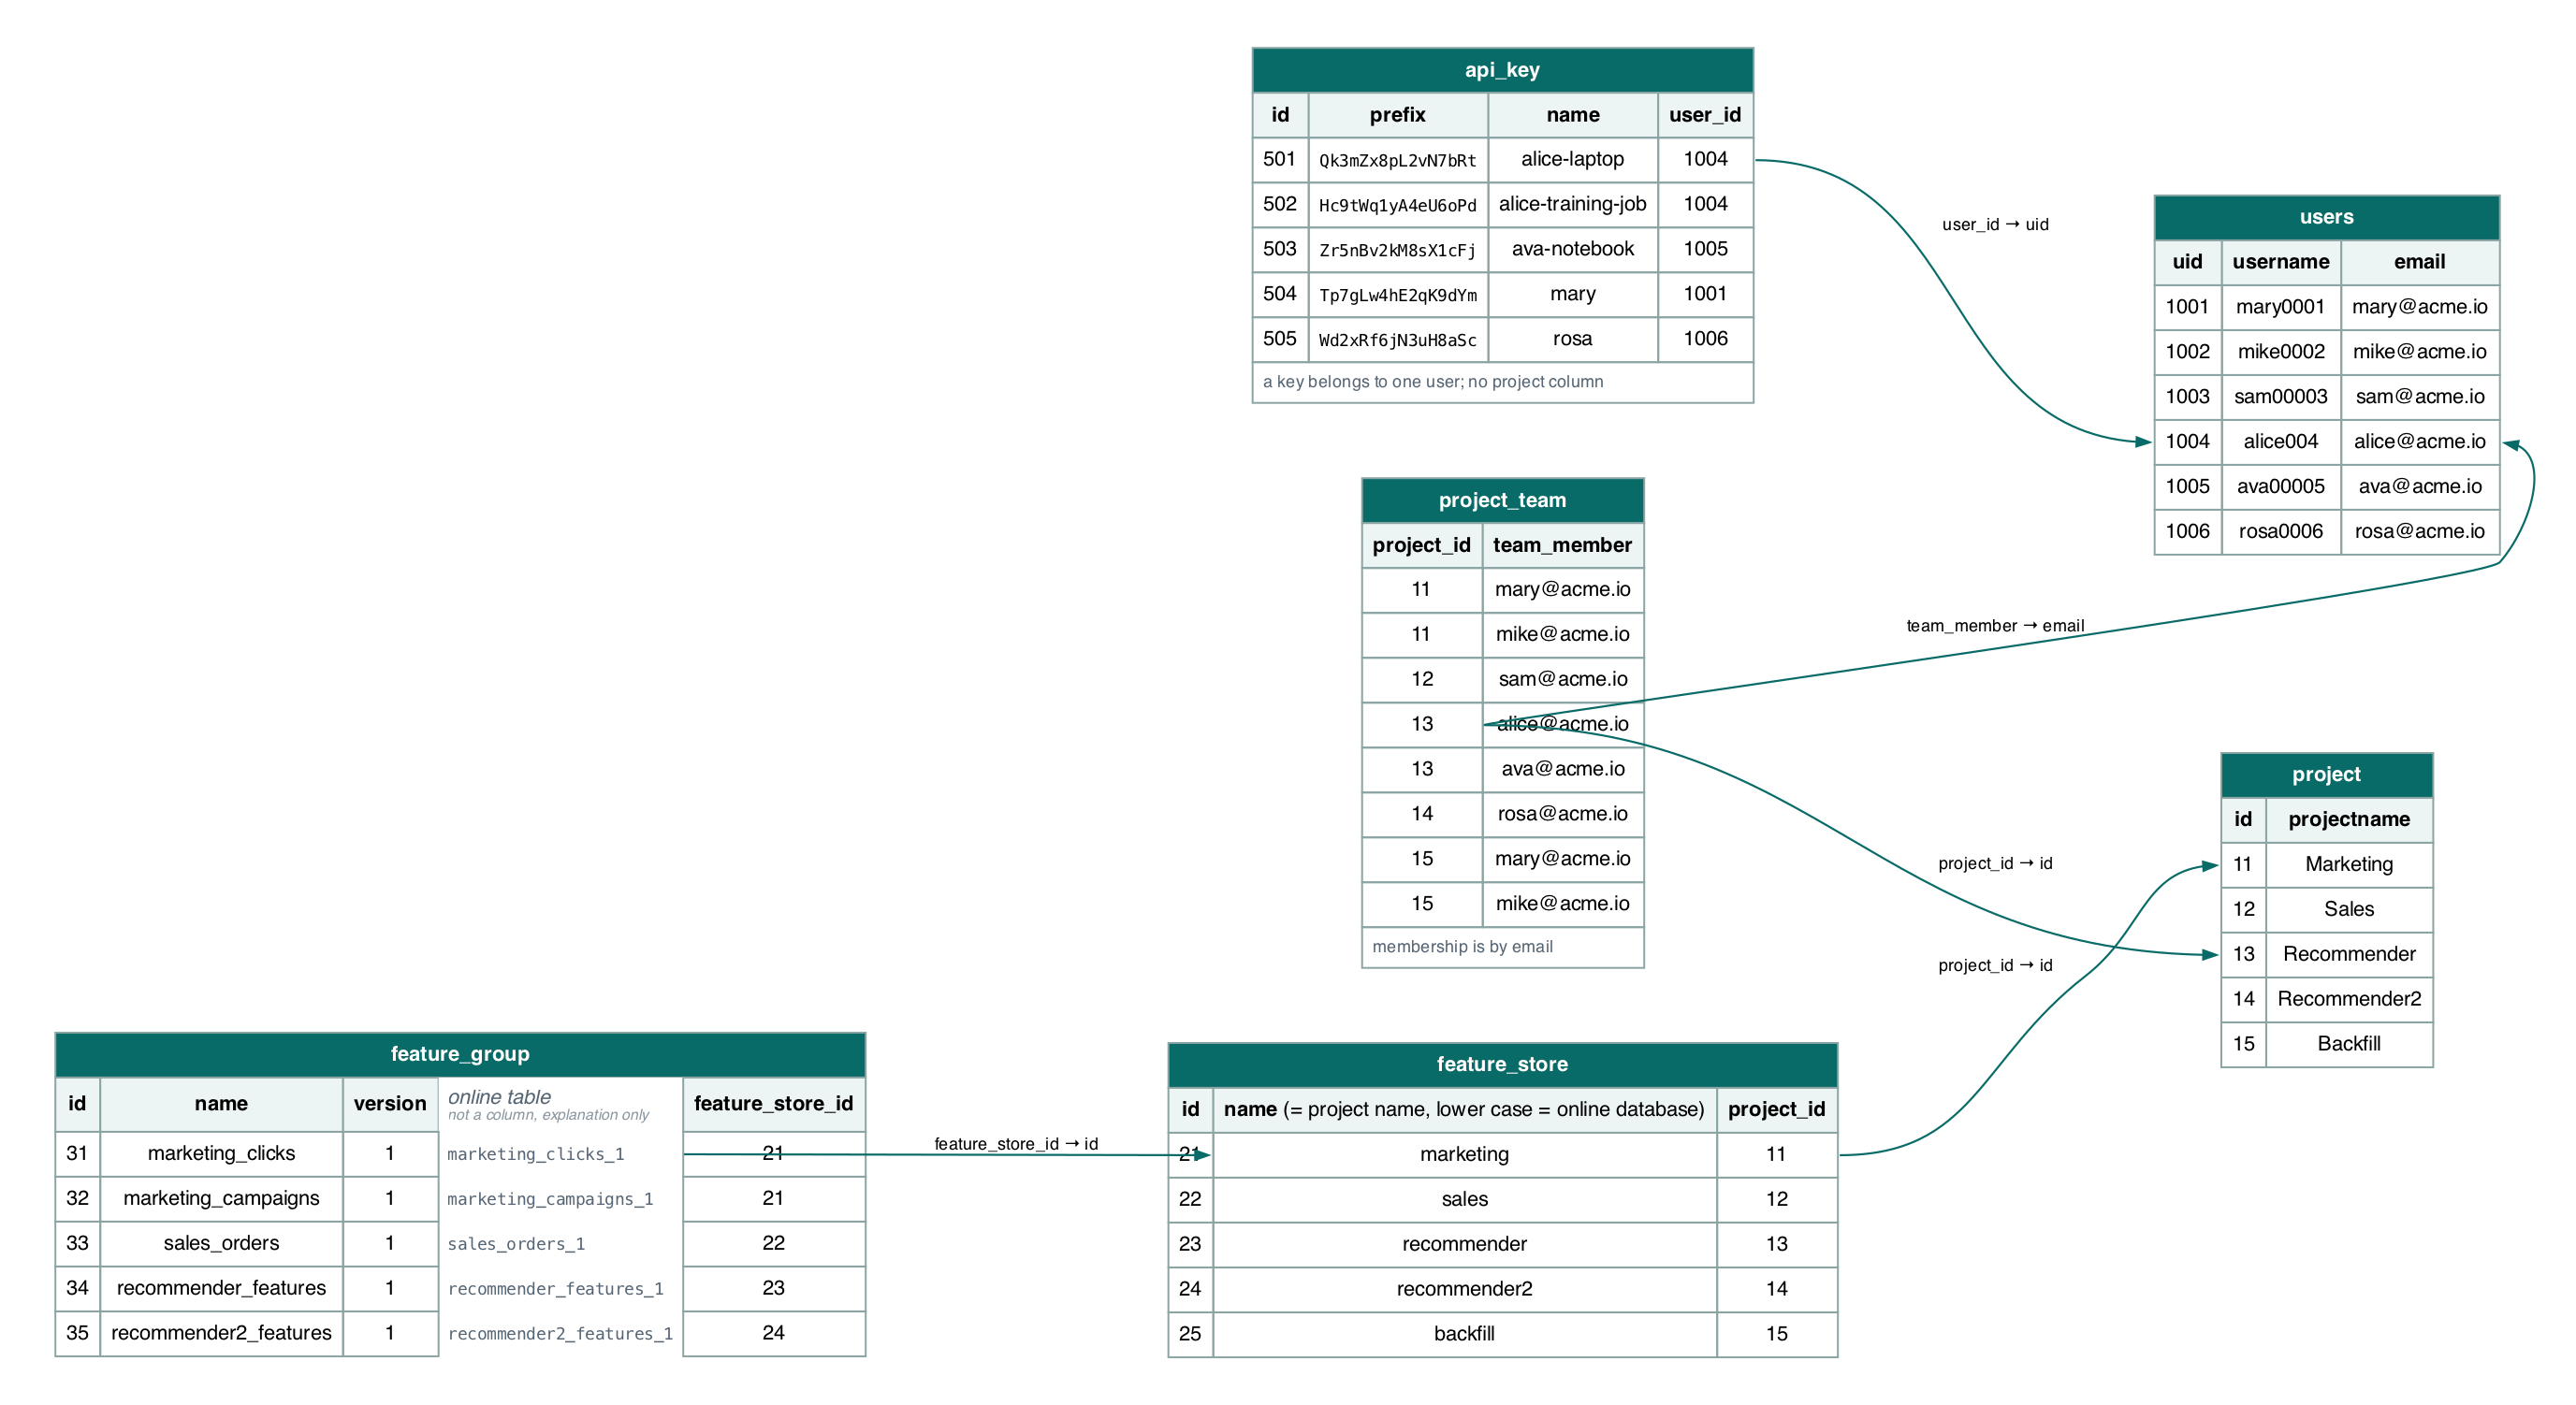 api_key
id prefix name user_id
501 Qk3mZx8pL2vN7bRt alice-laptop 1004
502 Hc9tWq1yA4eU6oPd alice-training-job 1004
503 Zr5nBv2kM8sX1cFj ava-notebook 1005
504 Tp7gLw4hE2qK9dYm mary 1001
505 Wd2xRf6jN3uH8aSc rosa 1006
a key belongs to one user; no project column
user_id → uid
users
uid username email
1001 mary0001 mary@acme.io
1002 mike0002 mike@acme.io
1003 sam00003 sam@acme.io
1004 alice004 alice@acme.io
1005 ava00005 ava@acme.io
1006 rosa0006 rosa@acme.io
project_team
project_id team_member
11 mary@acme.io
11 mike@acme.io
12 sam@acme.io
13 alice@acme.io
13 ava@acme.io
14 rosa@acme.io
15 mary@acme.io
15 mike@acme.io
membership is by email
team_member → email
project_id → id
project_id → id
project
id projectname
11 Marketing
12 Sales
13 Recommender
14 Recommender2
15 Backfill
feature_group
id name version online table feature_store_id
not a column, explanation only
31 marketing_clicks 1 marketing_clicks_1 21
32 marketing_campaigns 1 marketing_campaigns_1 21
33 sales_orders 1 sales_orders_1 22
34 recommender_features 1 recommender_features_1 23
35 recommender2_features 1 recommender2_features_1 24
feature_store_id → id
feature_store
id name (= project name, lower case = online database) project_id
21 marketing 11
22 sales 12
23 recommender 13
24 recommender2 14
25 backfill 15